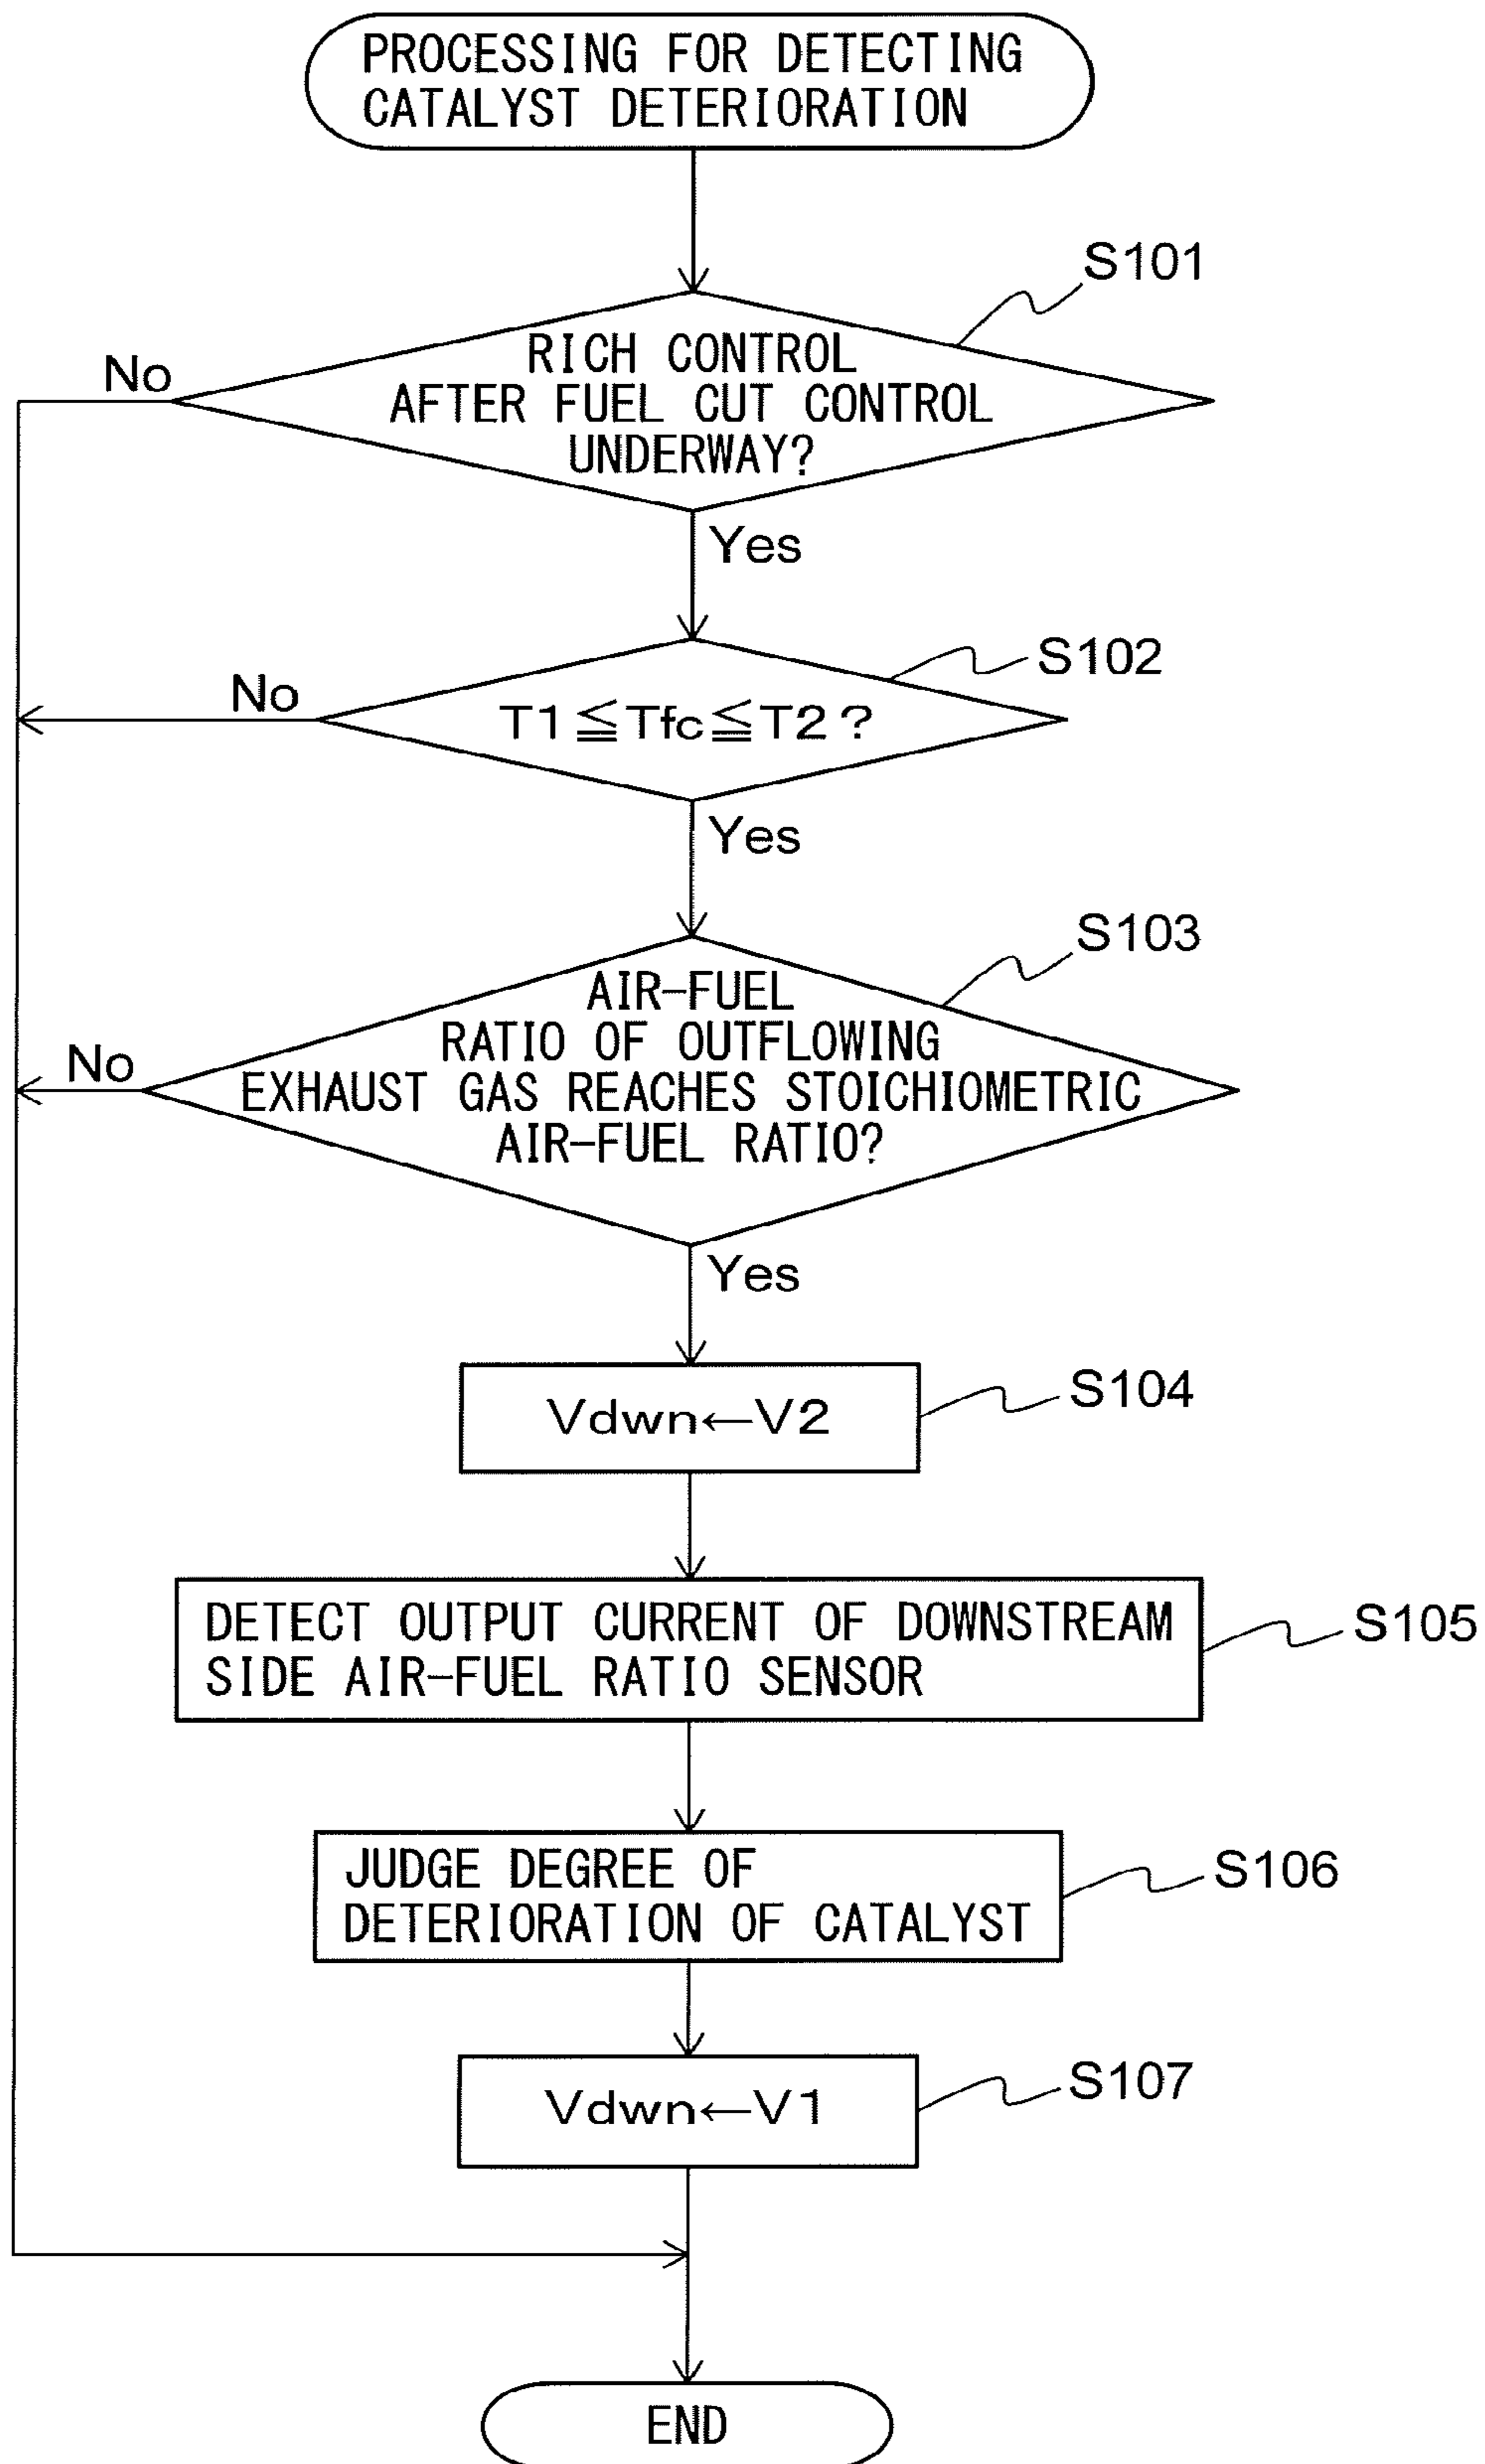 PROCESSING FOR DETECTING
CATALYST DETERIORATION
S101
RICH CONTROL
AFTER FUEL CUT CONTROL
UNDERWAY?
No
Yes
S102
T1≦Tfc≦T2?
No
Yes
S103
AIR-FUEL
RATIO OF OUTFLOWING
EXHAUST GAS REACHES STOICHIOMETRIC
AIR-FUEL RATIO?
No
Yes
S104
Vdwn←V2
S105
DETECT OUTPUT CURRENT OF DOWNSTREAM
SIDE AIR-FUEL RATIO SENSOR
S106
JUDGE DEGREE OF
DETERIORATION OF CATALYST
S107
Vdwn←V1
END